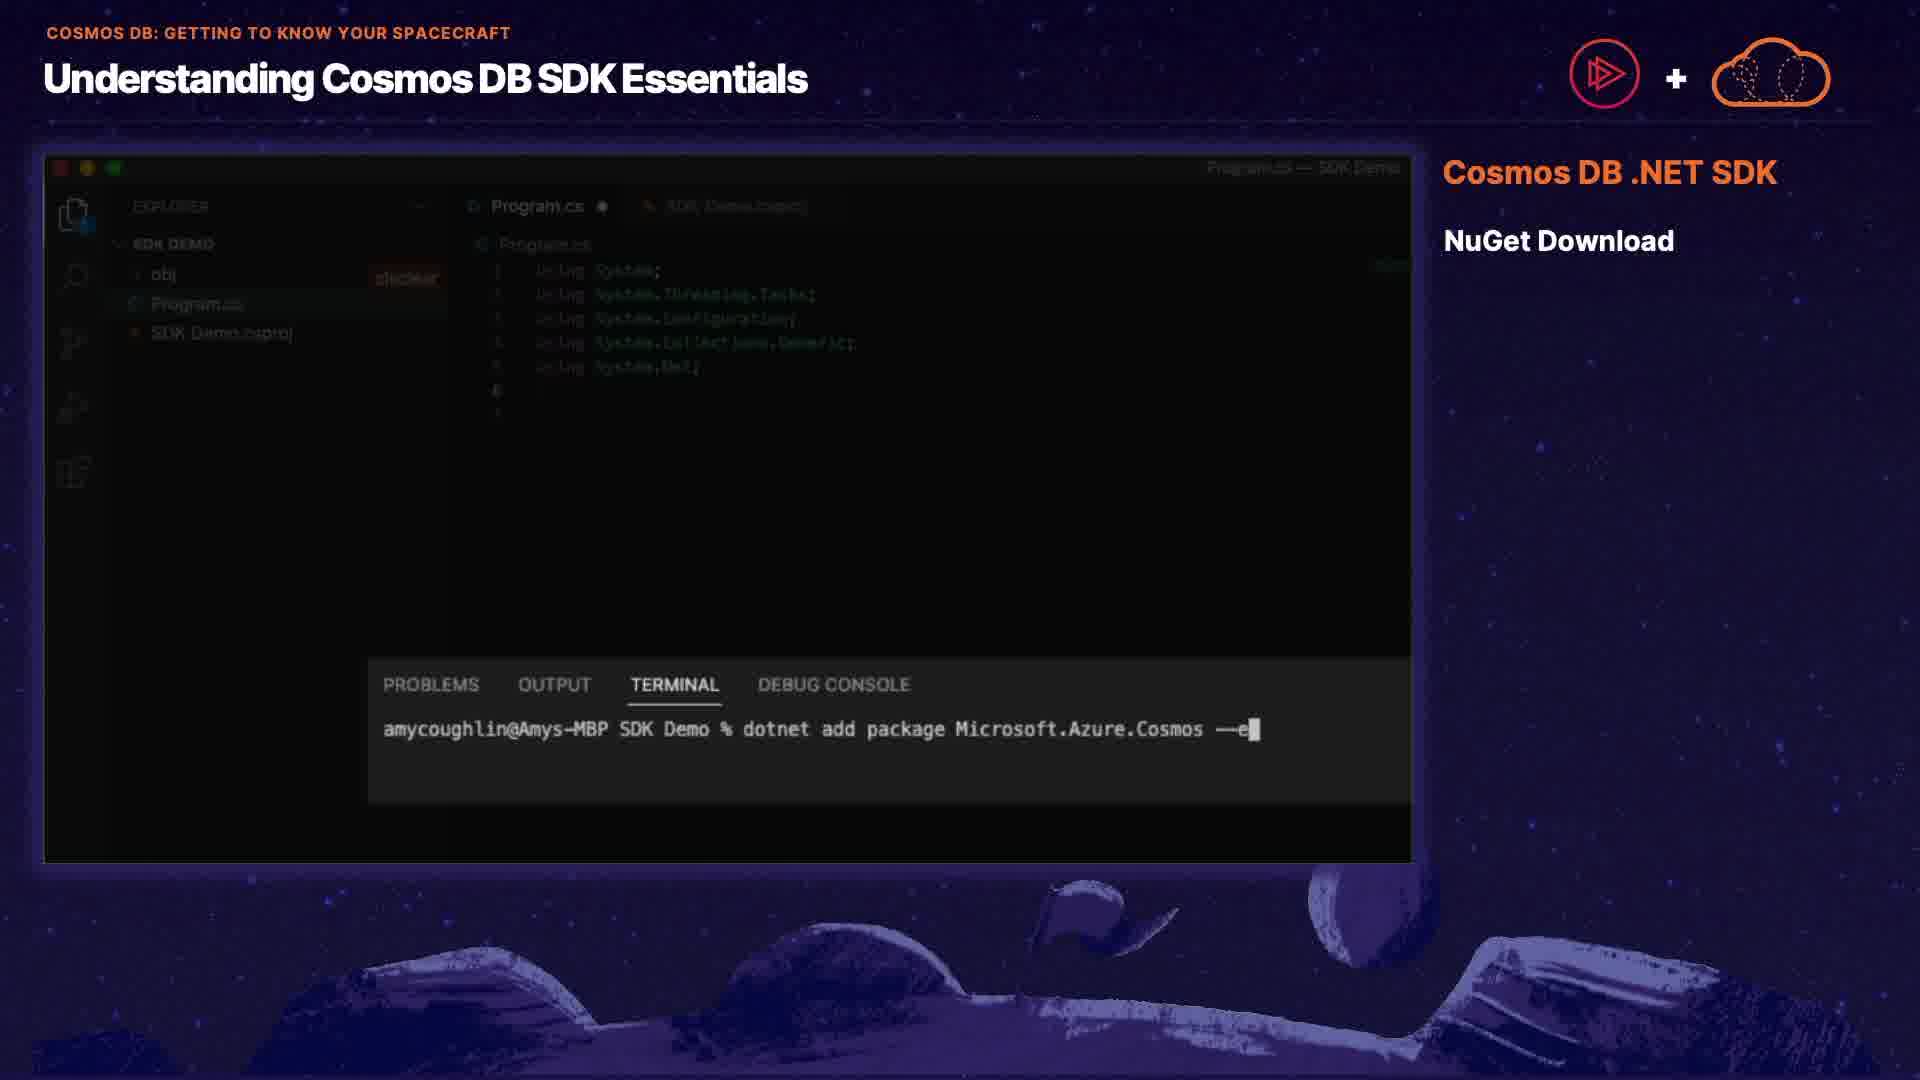 COSMOS DB: GETTING TO KNOW YOUR SPACECRAFT
Understanding Cosmos DB SDK Essentials
Program.cs — SDK Demo
EXPLORER
Program.cs
SDK Demo.csproj
SDK DEMO
Program.cs
obj
Program.cs
SDK Demo.csproj
1 using System;
2 using System.Threading.Tasks;
3 using System.Configuration;
4 using System.Collections.Generic;
5 using System.Net;
6
7
PROBLEMS OUTPUT TERMINAL DEBUG CONSOLE
amycoughlin@Amys-MBP SDK Demo % dotnet add package Microsoft.Azure.Cosmos --e
Cosmos DB .NET SDK
NuGet Download